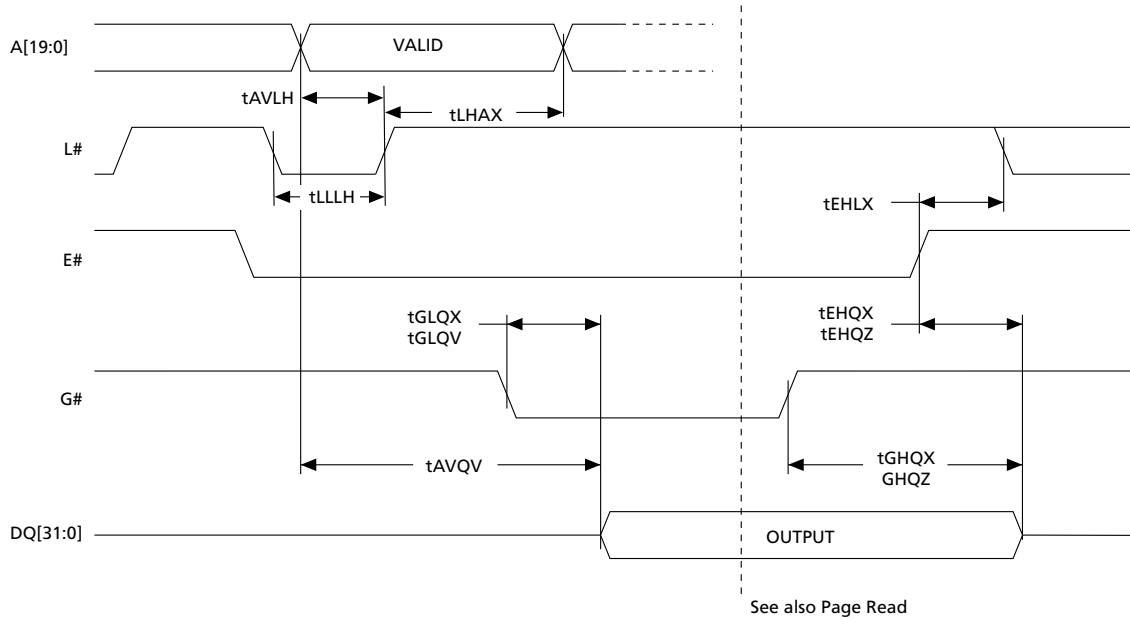 A[19:0]
VALID
tAVLH
tLHAX
L#
tLLLH
tEHLX
E#
tGLQX
tGLQV
tEHQX
tEHQZ
G#
tAVQV
tGHQX
GHQZ
DQ[31:0]
OUTPUT
See also Page Read